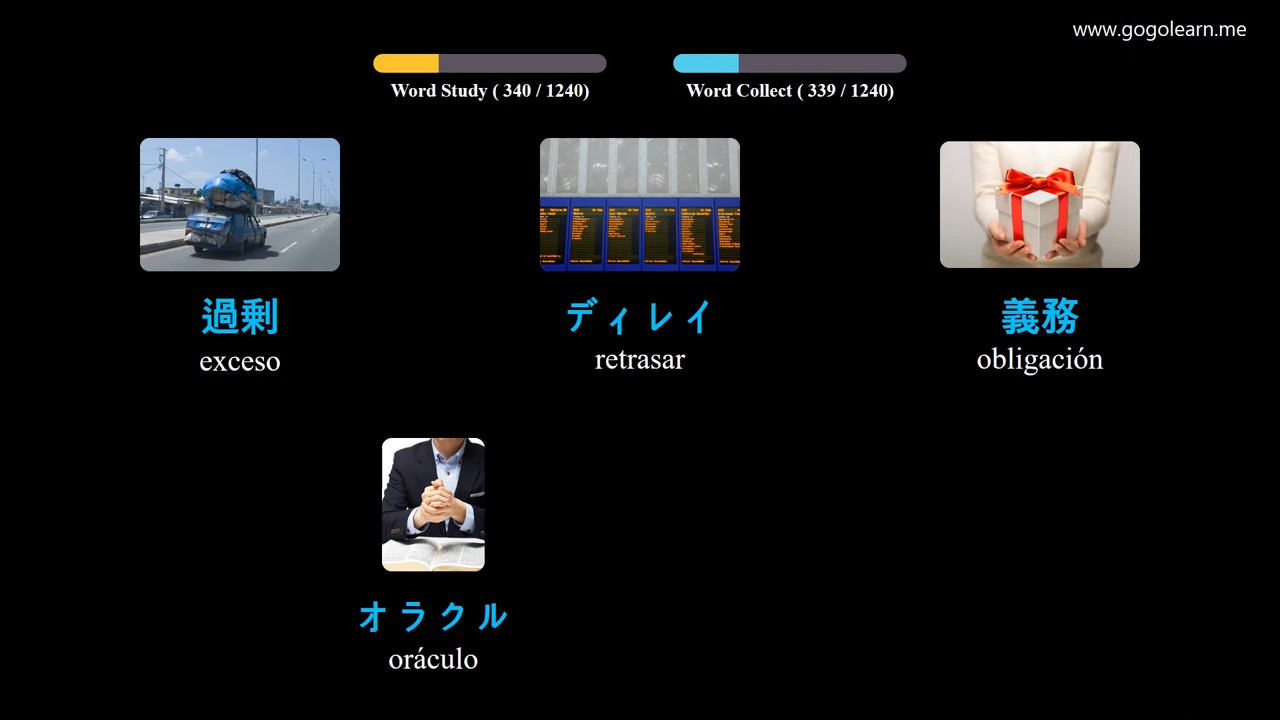 www.gogolearn.me
Word Study ( 340 / 1240)
Word Collect ( 339 / 1240)
過剰
exceso
ディレイ
retrasar
義務
obligación
オラクル
oráculo